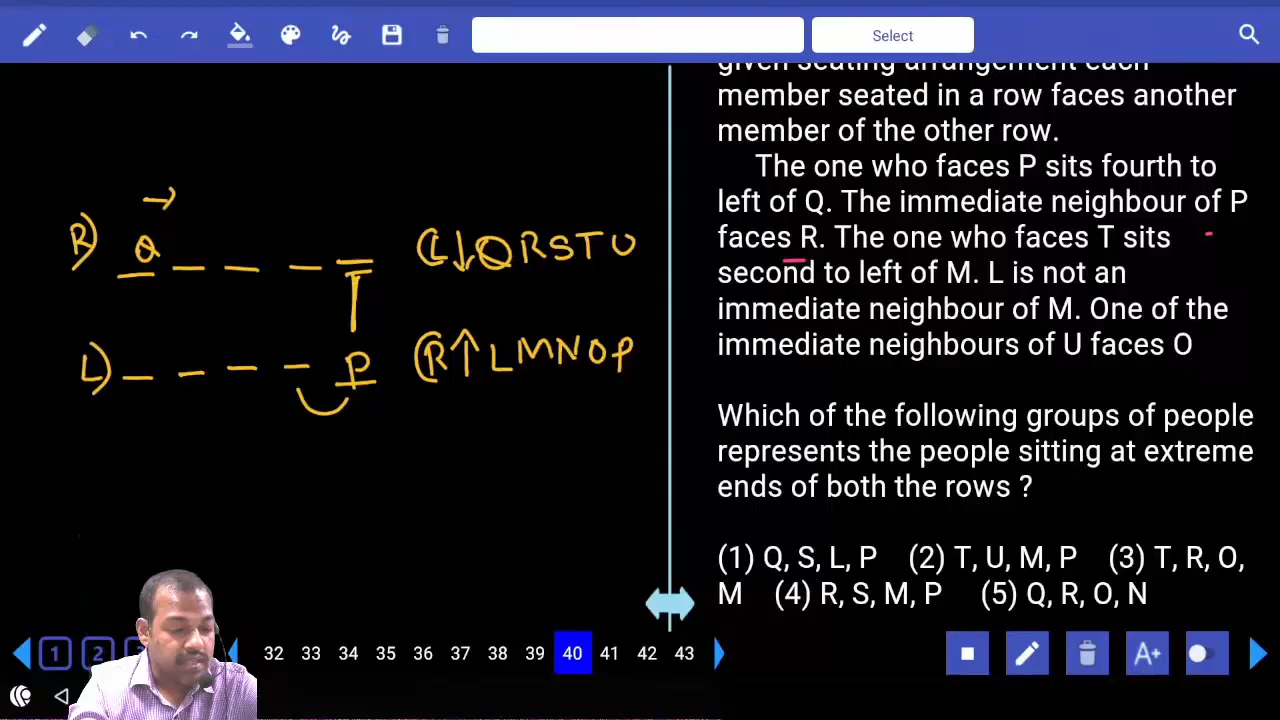 Select
given seating arrangement each
member seated in a row faces another
member of the other row.
The one who faces P sits fourth to
left of Q. The immediate neighbour of P
faces R. The one who faces T sits
second to left of M. L is not an
immediate neighbour of M. One of the
immediate neighbours of U faces O
Which of the following groups of people
represents the people sitting at extreme
ends of both the rows ?
(1) Q, S, L, P (2) T, U, M, P (3) T, R, O,
M (4) R, S, M, P (5) Q, R, O, N
R) Q (L ↓ Q R S T U
L) P (R ↑ L M N O P
1 2 32 33 34 35 36 37 38 39 40 41 42 43 A+